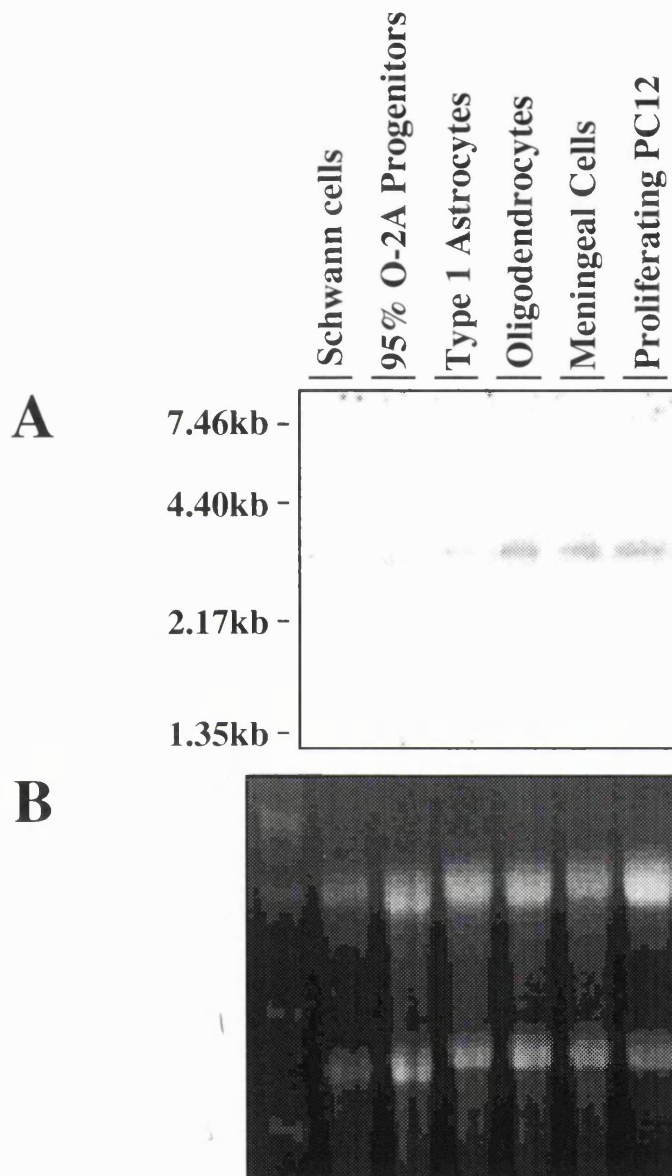 Schwann cells
95% O-2A Progenitors
Type 1 Astrocytes
Oligodendrocytes
Meningeal Cells
Proliferating PC12
A
7.46kb -
4.40kb -
2.17kb -
1.35kb -
B